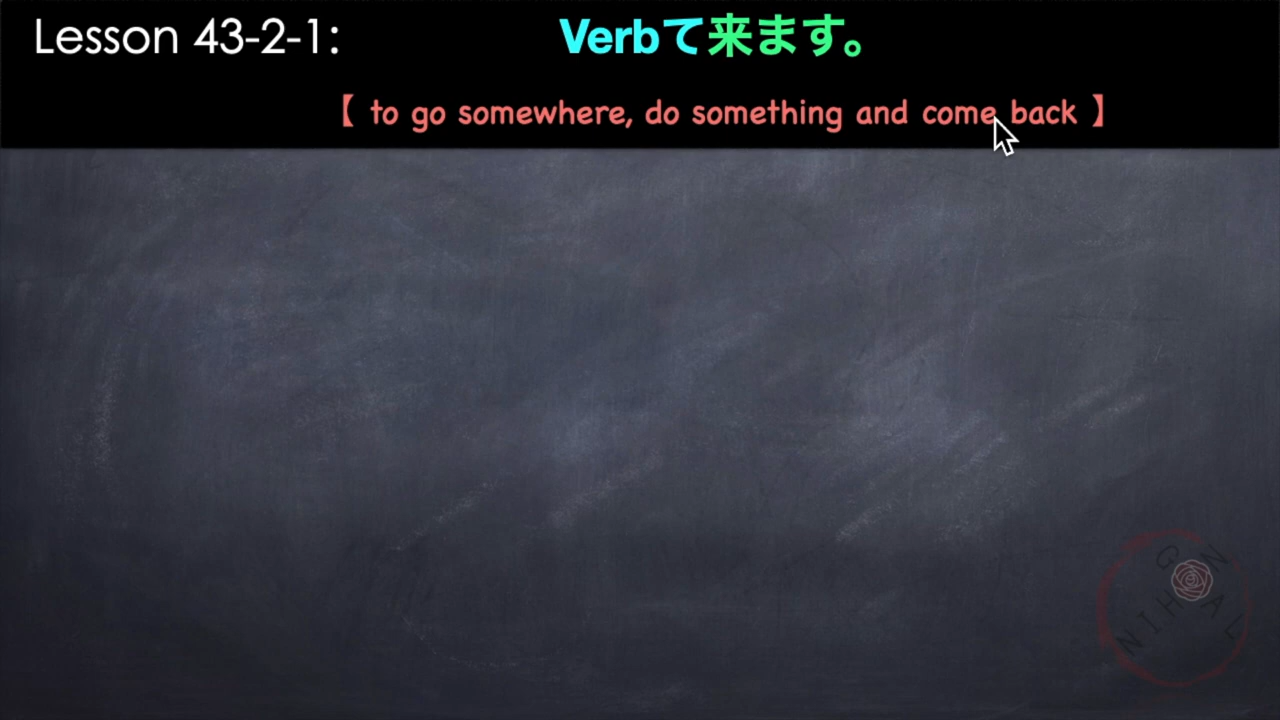 Lesson 43-2-1: Verbて来ます。
【 to go somewhere, do something and come back 】
NIHONGAL